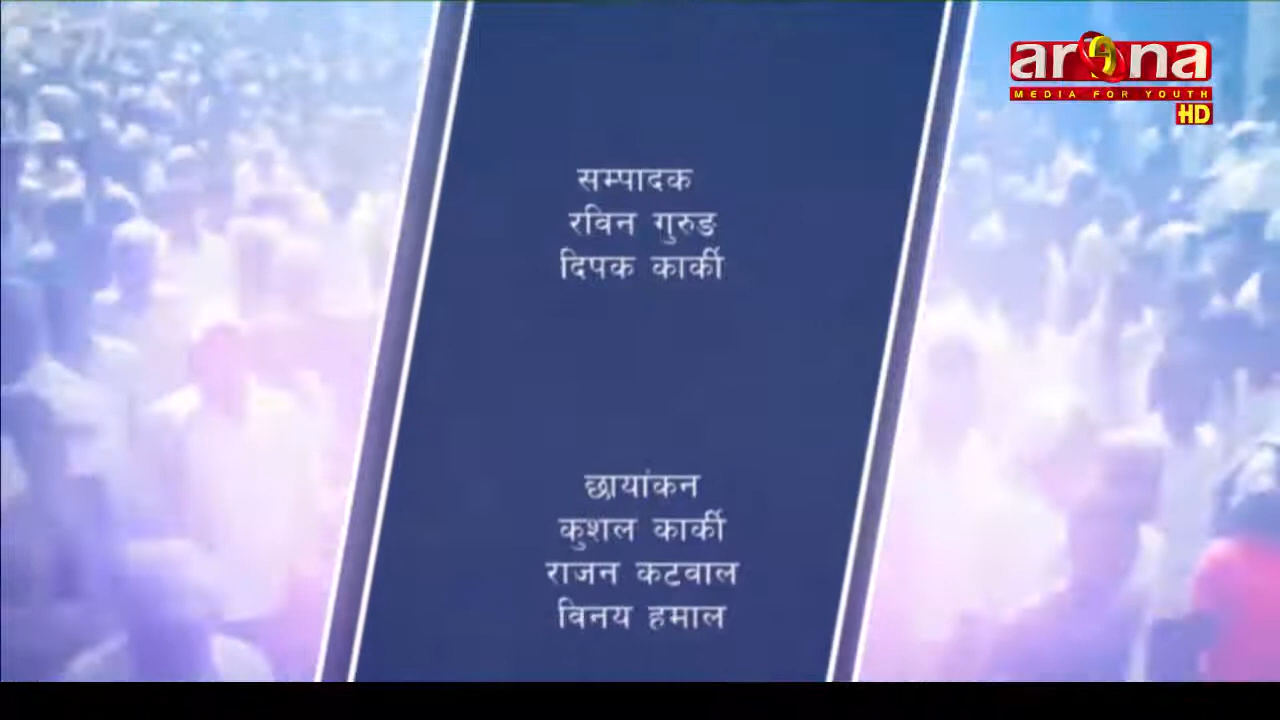 arena
MEDIA FOR YOUTH
HD
सम्पादक
रविन गुरुङ
दिपक कार्की
छायांकन
कुशल कार्की
राजन कटवाल
विनय हमाल